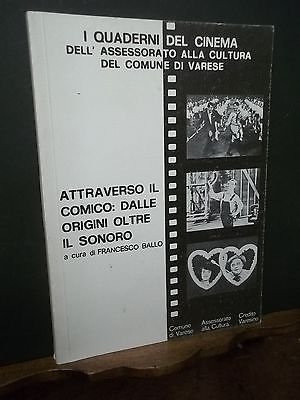 I QUADERNI DEL CINEMA
DELL'ASSESSORATO ALLA CULTURA
DEL COMUNE DI VARESE
ATTRAVERSO IL
COMICO: DALLE
ORIGINI OLTRE
IL SONORO
a cura di FRANCESCO BALLO
Comune Assessorato Credito
di Varese alla Cultura Varesino